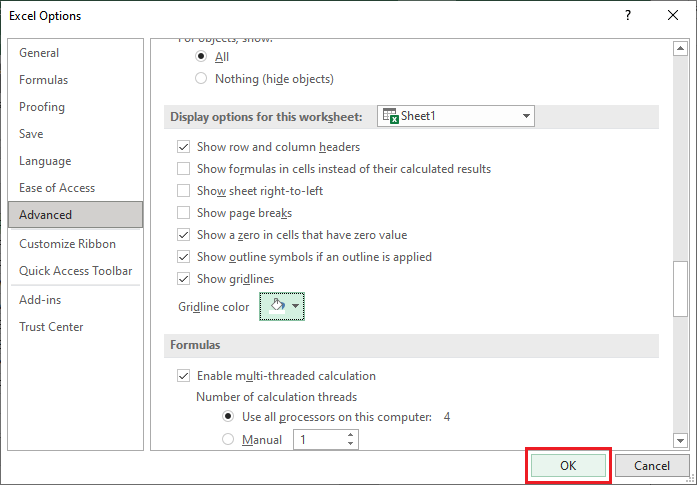 Excel Options
?
General
Formulas
Proofing
Save
Language
Ease of Access
Advanced
Customize Ribbon
Quick Access Toolbar
Add-ins
Trust Center
For objects, show:
All
Nothing (hide objects)
Display options for this worksheet: Sheet1
Show row and column headers
Show formulas in cells instead of their calculated results
Show sheet right-to-left
Show page breaks
Show a zero in cells that have zero value
Show outline symbols if an outline is applied
Show gridlines
Gridline color
Formulas
Enable multi-threaded calculation
Number of calculation threads
Use all processors on this computer: 4
Manual 1
OK Cancel